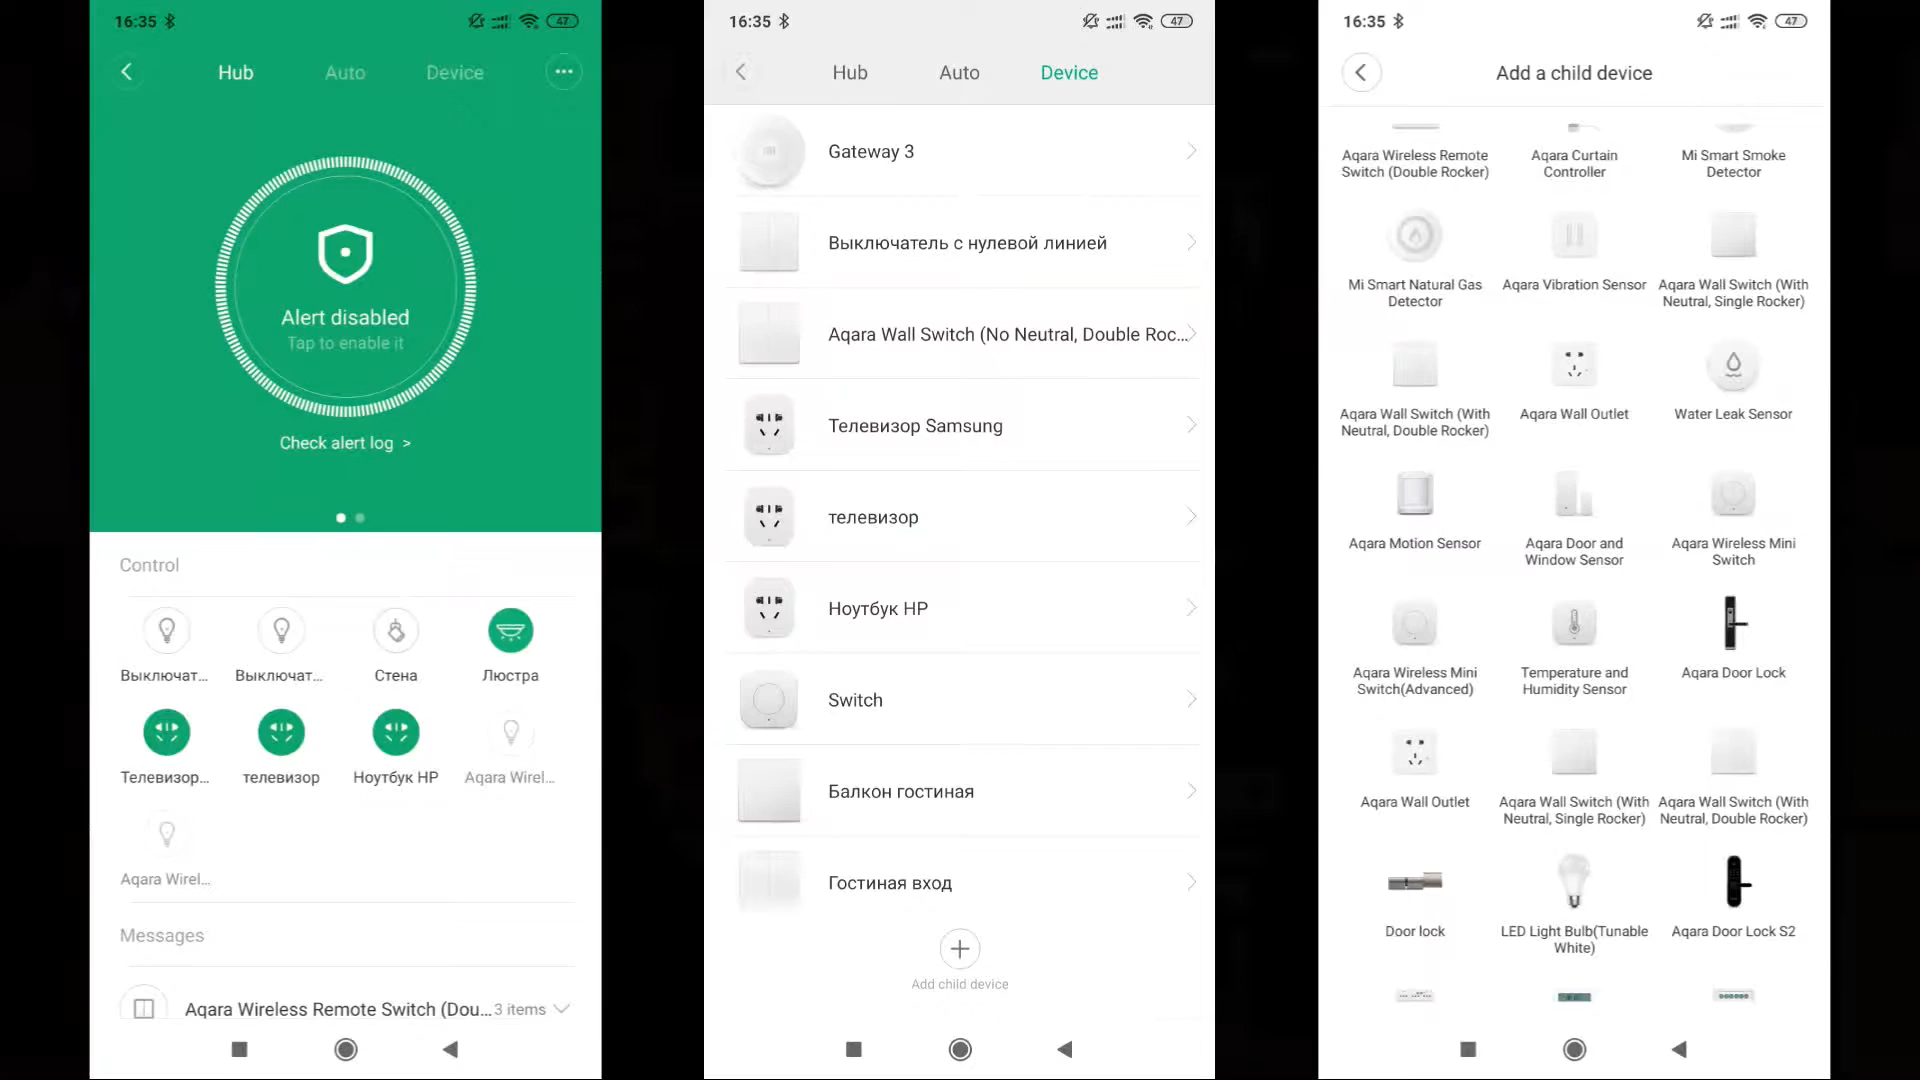 16:35
47
Hub Auto Device
Alert disabled
Tap to enable it
Check alert log >
Control
Выключат... Выключат... Стена Люстра
Телевизор... телевизор Ноутбук HP Aqara Wirel...
Aqara Wirel...
Messages
Aqara Wireless Remote Switch (Dou... 3 items
16:35
47
Hub Auto Device
Gateway 3
Выключатель с нулевой линией
Aqara Wall Switch (No Neutral, Double Roc...
Телевизор Samsung
телевизор
Ноутбук HP
Switch
Балкон гостиная
Гостиная вход
Add child device
16:35
47
Add a child device
Aqara Wireless Remote
Switch (Double Rocker)
Aqara Curtain
Controller
Mi Smart Smoke
Detector
Mi Smart Natural Gas
Detector
Aqara Vibration Sensor
Aqara Wall Switch (With
Neutral, Single Rocker)
Aqara Wall Switch (With
Neutral, Double Rocker)
Aqara Wall Outlet
Water Leak Sensor
Aqara Motion Sensor
Aqara Door and
Window Sensor
Aqara Wireless Mini
Switch
Aqara Wireless Mini
Switch(Advanced)
Temperature and
Humidity Sensor
Aqara Door Lock
Aqara Wall Outlet
Aqara Wall Switch (With
Neutral, Single Rocker)
Aqara Wall Switch (With
Neutral, Double Rocker)
Door lock
LED Light Bulb(Tunable
White)
Aqara Door Lock S2